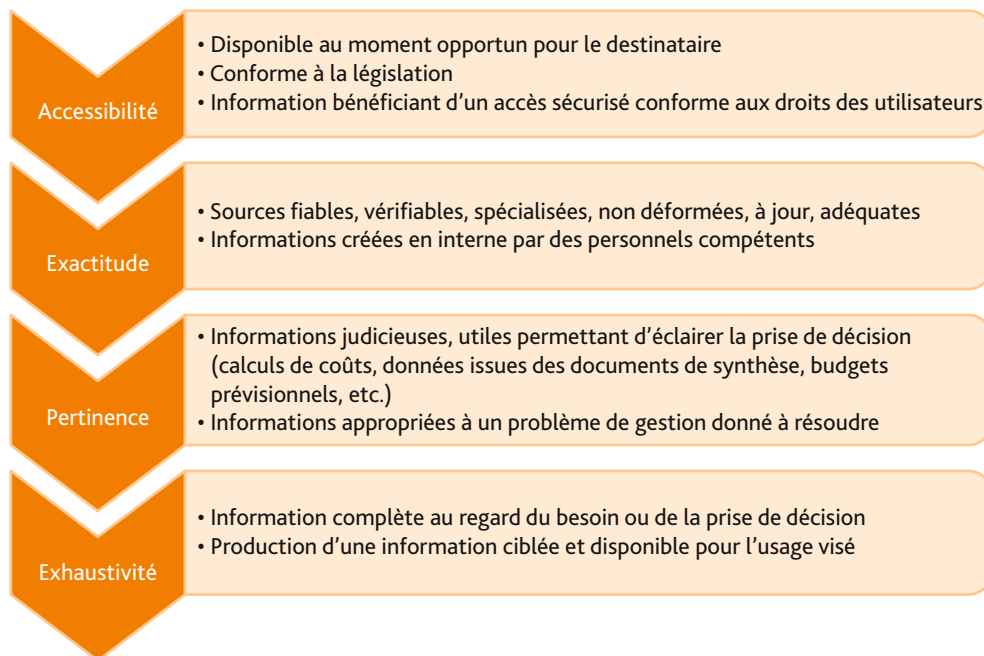 Accessibilité
• Disponible au moment opportun pour le destinataire
• Conforme à la législation
• Information bénéficiant d’un accès sécurisé conforme aux droits des utilisateurs
Exactitude
• Sources fiables, vérifiables, spécialisées, non déformées, à jour, adéquates
• Informations créées en interne par des personnels compétents
Pertinence
• Informations judicieuses, utiles permettant d’éclairer la prise de décision
(calculs de coûts, données issues des documents de synthèse, budgets
prévisionnels, etc.)
• Informations appropriées à un problème de gestion donné à résoudre
Exhaustivité
• Information complète au regard du besoin ou de la prise de décision
• Production d’une information ciblée et disponible pour l’usage visé